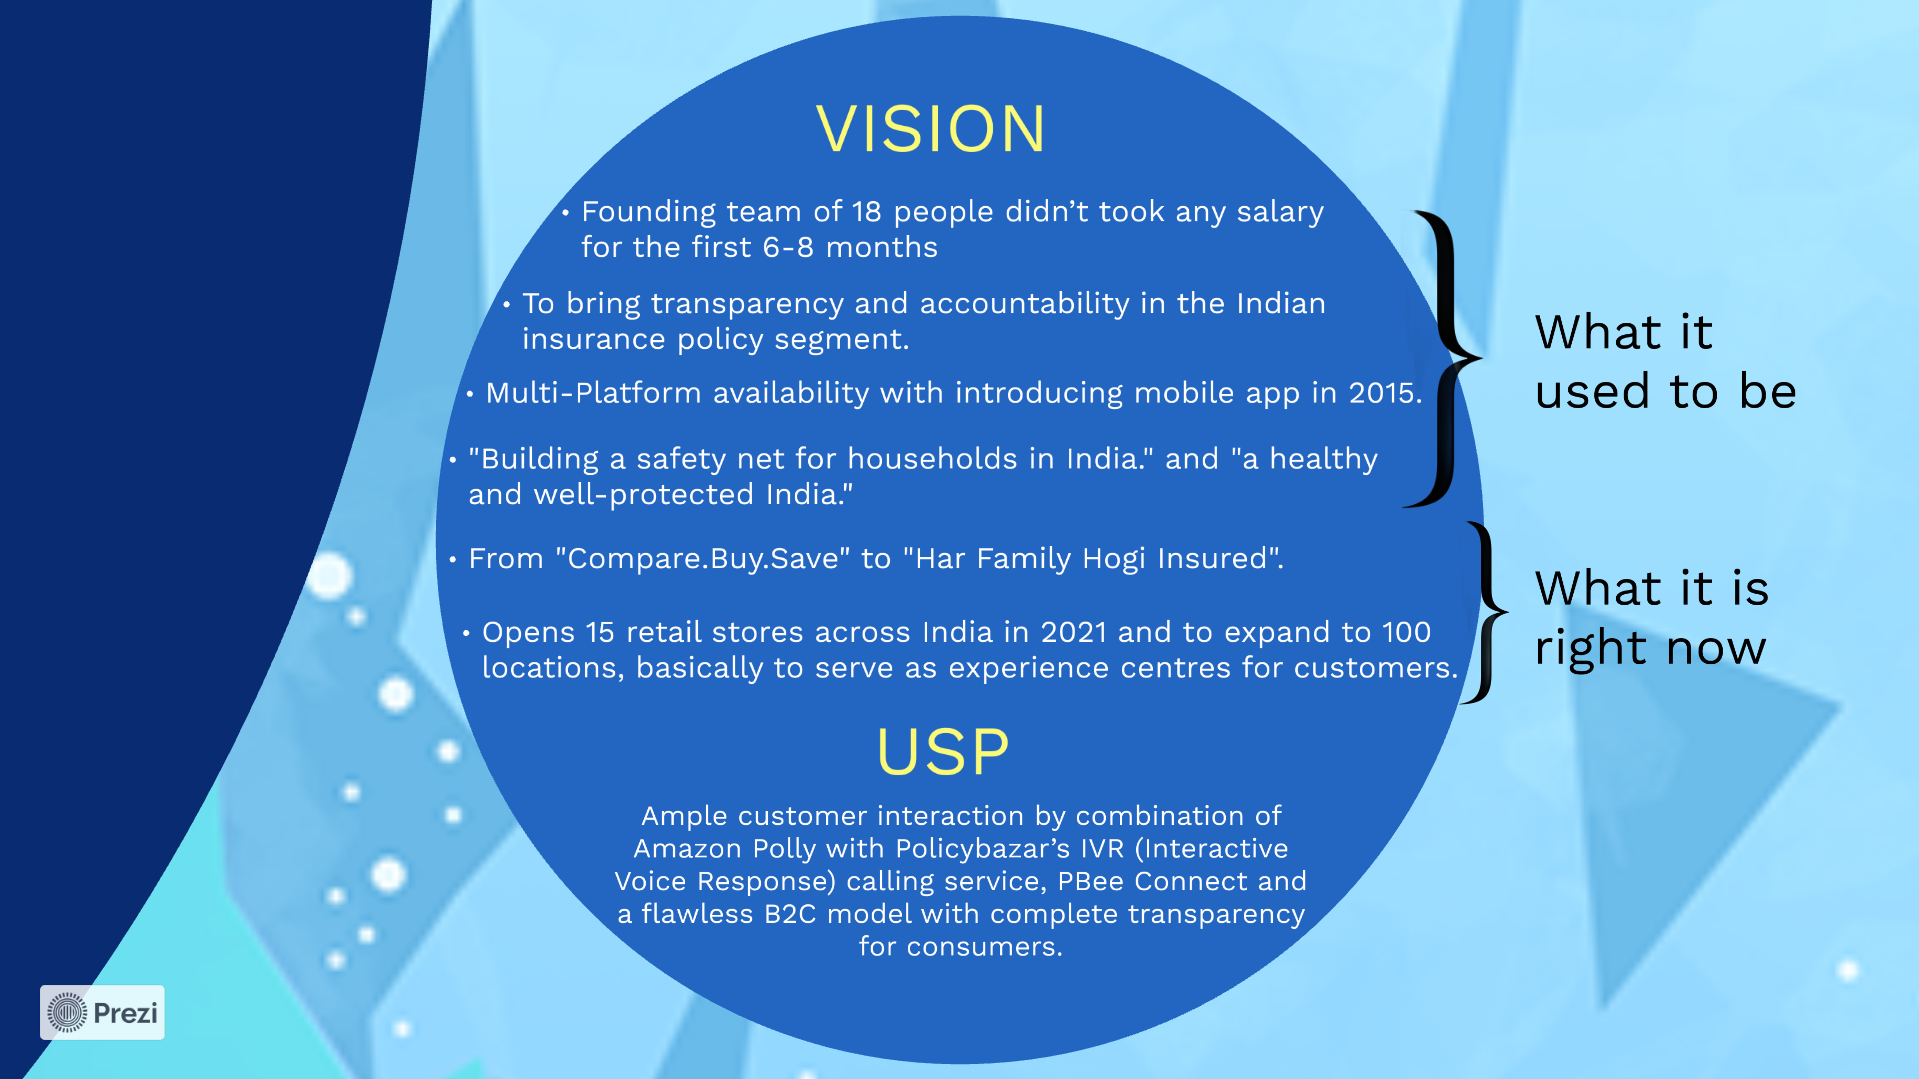 VISION
• Founding team of 18 people didn’t took any salary
for the first 6-8 months
• To bring transparency and accountability in the Indian
insurance policy segment.
• Multi-Platform availability with introducing mobile app in 2015.
• "Building a safety net for households in India." and "a healthy
and well-protected India."
What it
used to be
• From "Compare.Buy.Save" to "Har Family Hogi Insured".
• Opens 15 retail stores across India in 2021 and to expand to 100
locations, basically to serve as experience centres for customers.
What it is
right now
USP
Ample customer interaction by combination of
Amazon Polly with Policybazar’s IVR (Interactive
Voice Response) calling service, PBee Connect and
a flawless B2C model with complete transparency
for consumers.
Prezi